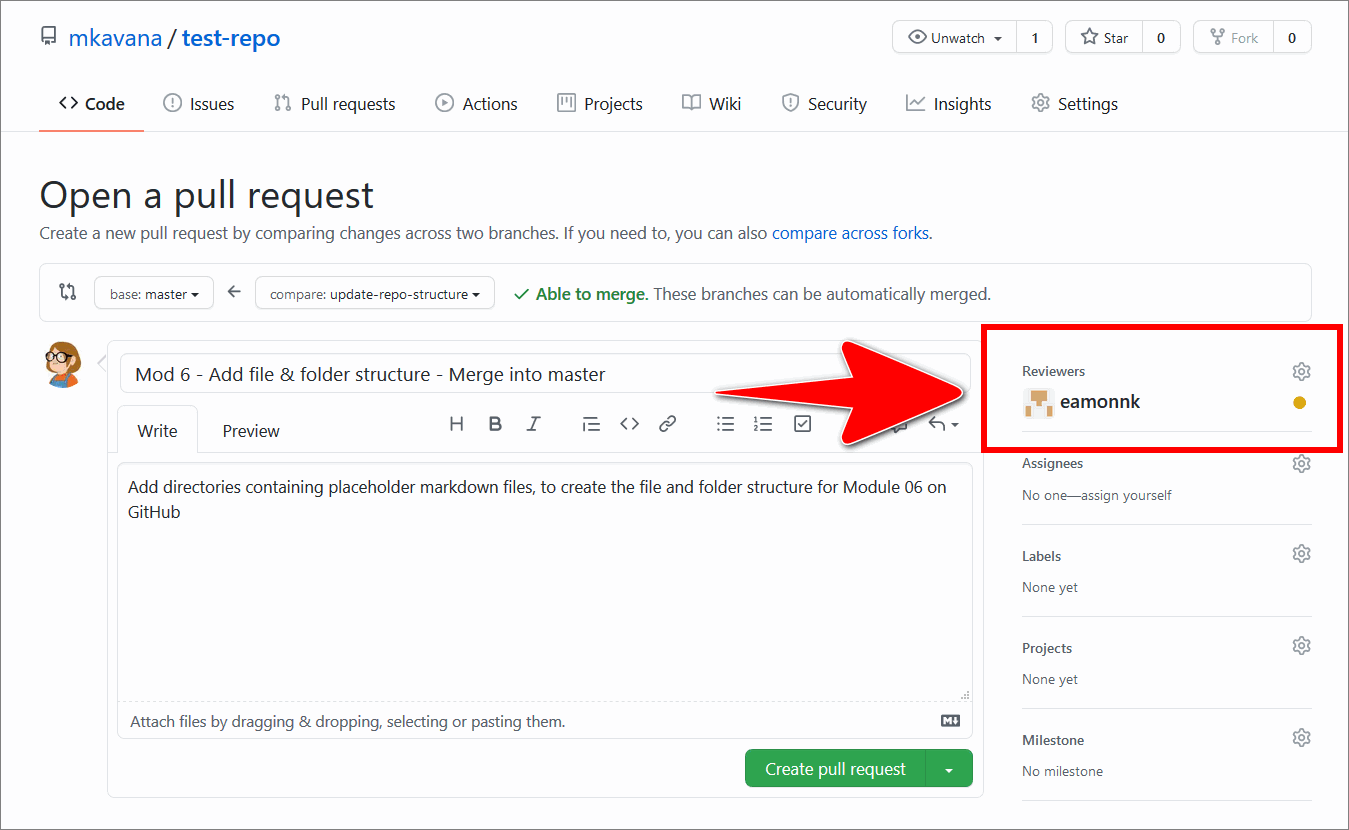 mkavana / test-repo
Unwatch 1 Star 0 Fork 0
Code Issues Pull requests Actions Projects Wiki Security Insights Settings
Open a pull request
Create a new pull request by comparing changes across two branches. If you need to, you can also compare across forks.
base: master compare: update-repo-structure Able to merge. These branches can be automatically merged.
Mod 6 - Add file & folder structure - Merge into master
Write Preview
Add directories containing placeholder markdown files, to create the file and folder structure for Module 06 on
GitHub
Attach files by dragging & dropping, selecting or pasting them.
Create pull request
Reviewers
eamonnk
Assignees
No one—assign yourself
Labels
None yet
Projects
None yet
Milestone
No milestone